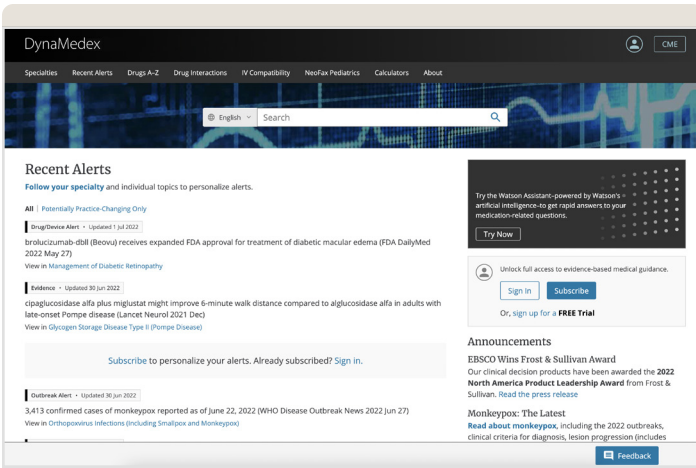 DynaMedex
CME
Specialties Recent Alerts Drugs A–Z Drug Interactions IV Compatibility NeoFax Pediatrics Calculators About
English Search
Recent Alerts
Follow your specialty and individual topics to personalize alerts.
All | Potentially Practice-Changing Only
Drug/Device Alert • Updated 1 Jul 2022
brolucizumab-dbll (Beovu) receives expanded FDA approval for treatment of diabetic macular edema (FDA DailyMed
2022 May 27)
View in Management of Diabetic Retinopathy
Evidence • Updated 30 Jun 2022
cipaglucosidase alfa plus miglustat might improve 6-minute walk distance compared to alglucosidase alfa in adults with
late-onset Pompe disease (Lancet Neurol 2021 Dec)
View in Glycogen Storage Disease Type II (Pompe Disease)
Subscribe to personalize your alerts. Already subscribed? Sign in.
Outbreak Alert • Updated 30 Jun 2022
3,413 confirmed cases of monkeypox reported as of June 22, 2022 (WHO Disease Outbreak News 2022 Jun 27)
View in Orthopoxvirus Infections (Including Smallpox and Monkeypox)
Try the Watson Assistant–powered by Watson's
artificial intelligence–to get rapid answers to your
medication-related questions.
Try Now
Unlock full access to evidence-based medical guidance.
Sign In Subscribe
Or, sign up for a FREE Trial
Announcements
EBSCO Wins Frost & Sullivan Award
Our clinical decision products have been awarded the 2022
North America Product Leadership Award from Frost &
Sullivan. Read the press release
Monkeypox: The Latest
Read about monkeypox, including the 2022 outbreaks,
clinical criteria for diagnosis, lesion progression (includes
Feedback